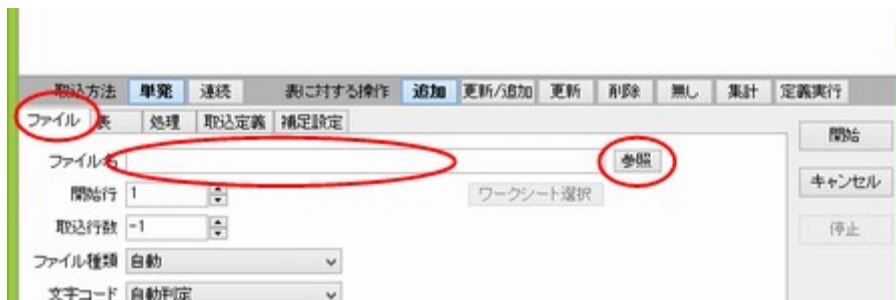 取込方法 単発 連続 表に対する操作 追加 更新/追加 更新 削除 無し 集計 定義実行
ファイル 表 処理 取込定義 補足設定
開始
ファイル名 参照
キャンセル
開始行 1 ワークシート選択
取込行数 -1 停止
ファイル種類 自動
文字コード 自動判定